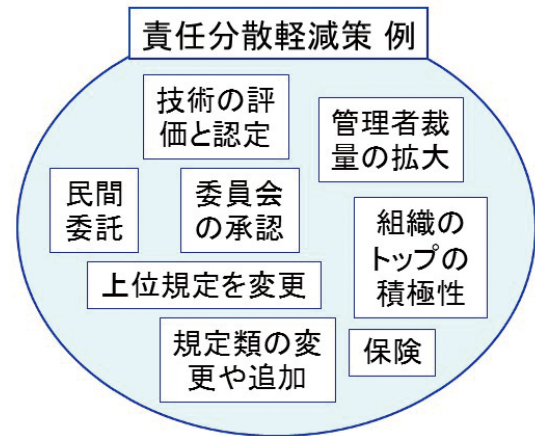 責任分散軽減策 例
技術の評
価と認定
管理者裁
量の拡大
民間
委託
委員会
の承認
組織の
トップの
積極性
上位規定を変更
規定類の変
更や追加
保険